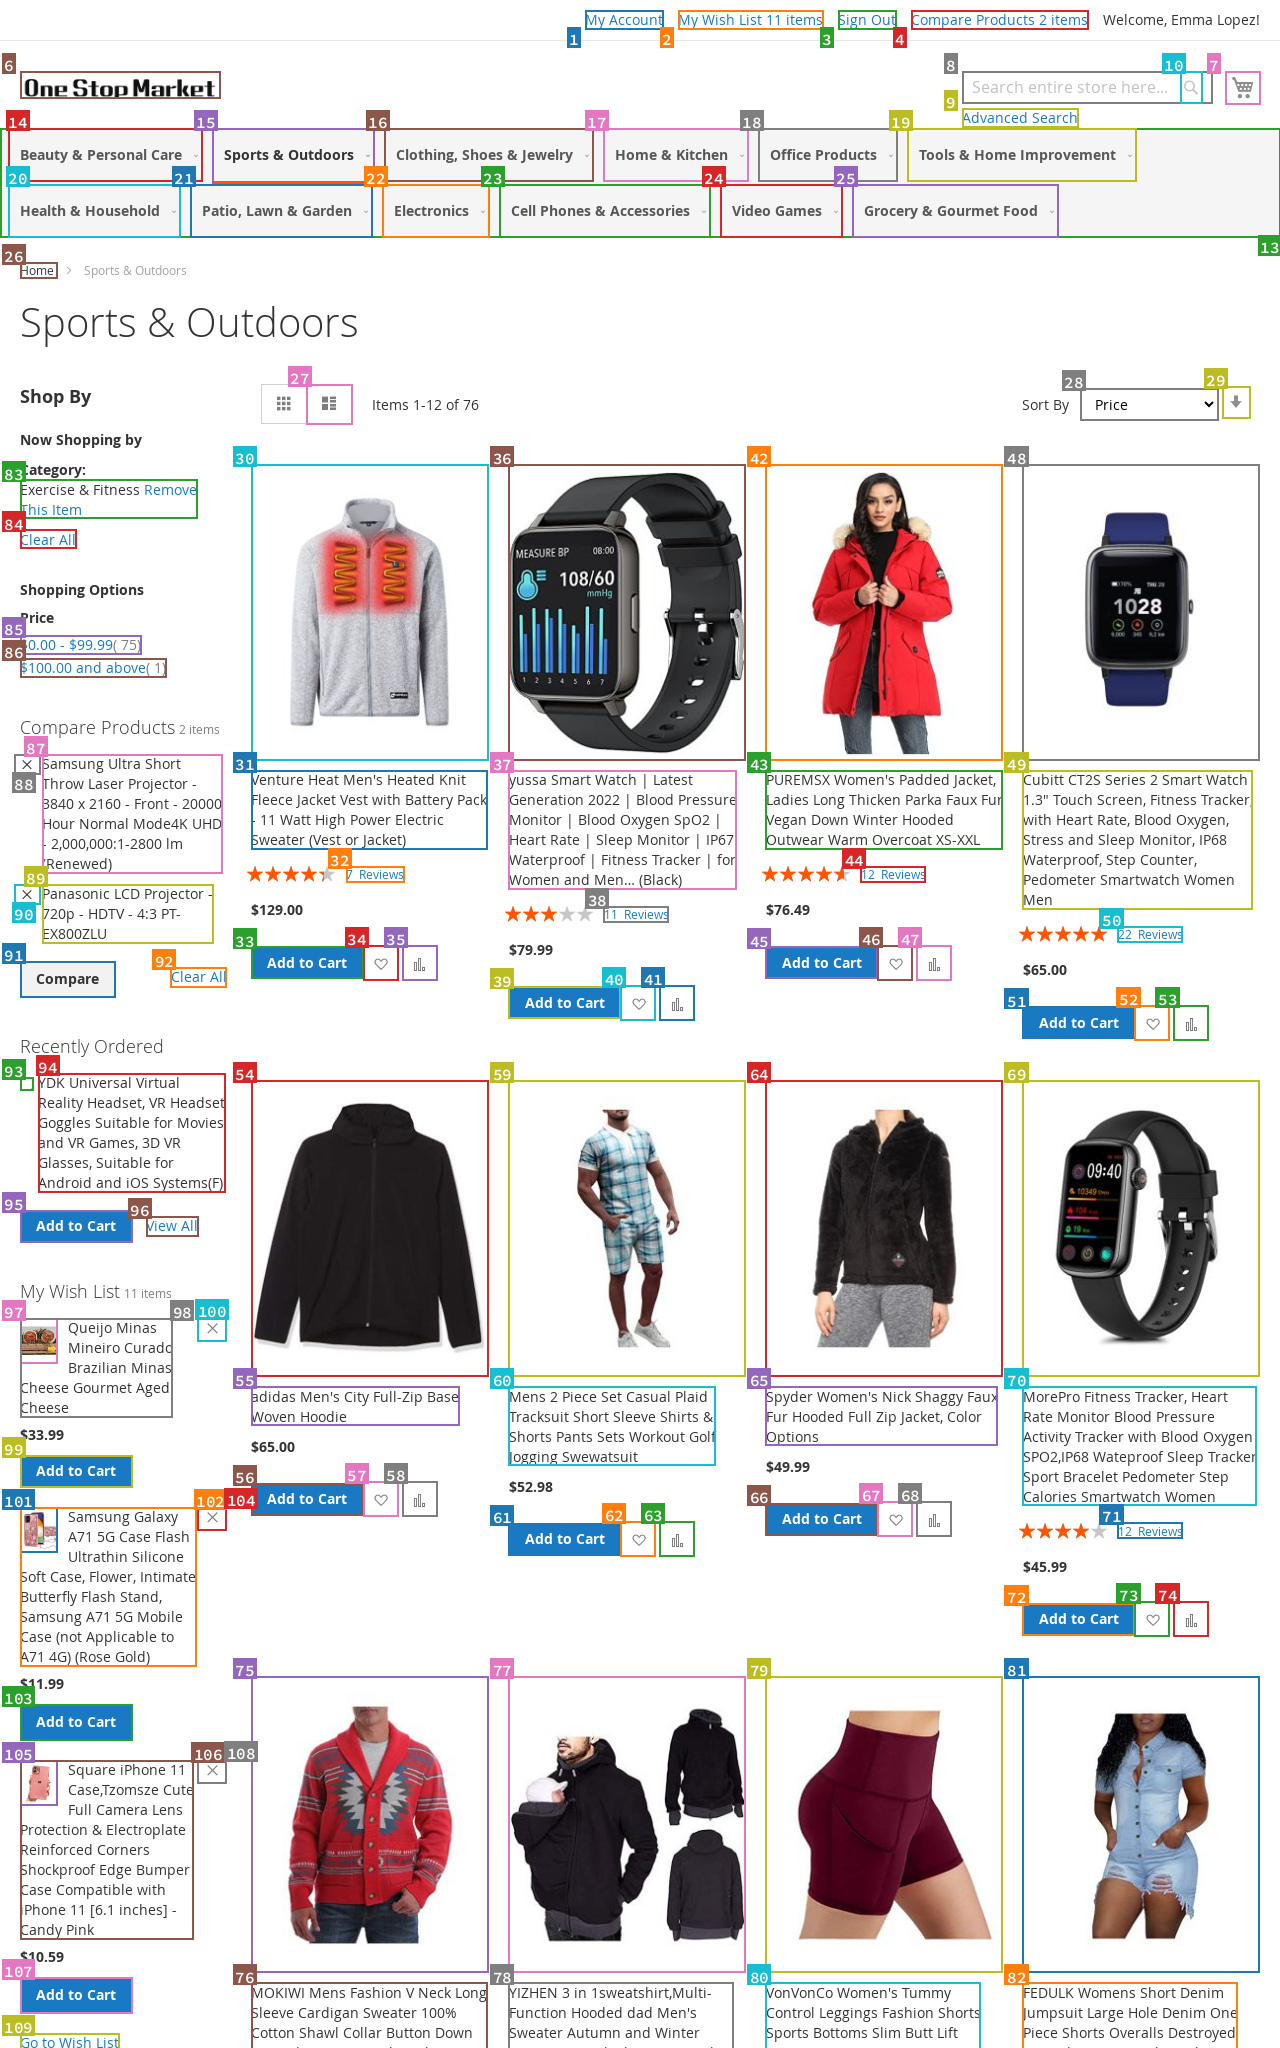 My Account My Wish List 11 items Sign Out Compare Products 2 items Welcome, Emma Lopez!
1 2 3 4
6 8 10 7
One Stop Market Search entire store here...
9
Advanced Search
14 15 16 17 18 19
Beauty & Personal Care Sports & Outdoors Clothing, Shoes & Jewelry Home & Kitchen Office Products Tools & Home Improvement
20 21 22 23 24 25
Health & Household Patio, Lawn & Garden Electronics Cell Phones & Accessories Video Games Grocery & Gourmet Food
26 13
Home Sports & Outdoors
Sports & Outdoors
27 28 29
Shop By
Items 1-12 of 76 Sort By Price
Now Shopping by
83
Category:
Exercise & Fitness Remove
This Item
84
Clear All
Shopping Options
Price
85
$0.00 - $99.99( 75)
86
$100.00 and above( 1)
Compare Products 2 items
87
88
Samsung Ultra Short
Throw Laser Projector -
3840 x 2160 - Front - 20000
Hour Normal Mode4K UHD
- 2,000,000:1-2800 lm
(Renewed)
89
90
Panasonic LCD Projector -
720p - HDTV - 4:3 PT-
EX800ZLU
91 92
Compare Clear All
Recently Ordered
93 94
YDK Universal Virtual
Reality Headset, VR Headset
Goggles Suitable for Movies
and VR Games, 3D VR
Glasses, Suitable for
Android and iOS Systems(F)
95 96
Add to Cart View All
My Wish List 11 items
97 98 100
Queijo Minas
Mineiro Curado
Brazilian Minas
Cheese Gourmet Aged
Cheese
$33.99
99
Add to Cart
101 102 104
Samsung Galaxy
A71 5G Case Flash
Ultrathin Silicone
Soft Case, Flower, Intimate
Butterfly Flash Stand,
Samsung A71 5G Mobile
Case (not Applicable to
A71 4G) (Rose Gold)
$11.99
103
Add to Cart
105 106 108
Square iPhone 11
Case,Tzomsze Cute
Full Camera Lens
Protection & Electroplate
Reinforced Corners
Shockproof Edge Bumper
Case Compatible with
iPhone 11 [6.1 inches] -
Candy Pink
$10.59
107
Add to Cart
109
Go to Wish List
30
31
Venture Heat Men's Heated Knit
Fleece Jacket Vest with Battery Pack
- 11 Watt High Power Electric
Sweater (Vest or Jacket)
32
7 Reviews
$129.00
33 34 35
Add to Cart
36
MEASURE BP 08:00
108/60
mmHg
1 2 3 4 5 6 7
37
yussa Smart Watch | Latest
Generation 2022 | Blood Pressure
Monitor | Blood Oxygen SpO2 |
Heart Rate | Sleep Monitor | IP67
Waterproof | Fitness Tracker | for
Women and Men... (Black)
38
11 Reviews
$79.99
39 40 41
Add to Cart
42
43
PUREMSX Women's Padded Jacket,
Ladies Long Thicken Parka Faux Fur
Vegan Down Winter Hooded
Outwear Warm Overcoat XS-XXL
44
12 Reviews
$76.49
45 46 47
Add to Cart
48
1028
49
Cubitt CT2S Series 2 Smart Watch
1.3" Touch Screen, Fitness Tracker,
with Heart Rate, Blood Oxygen,
Stress and Sleep Monitor, IP68
Waterproof, Step Counter,
Pedometer Smartwatch Women
Men
50
22 Reviews
$65.00
51 52 53
Add to Cart
54
55
adidas Men's City Full-Zip Base
Woven Hoodie
$65.00
56 57 58
Add to Cart
59
60
Mens 2 Piece Set Casual Plaid
Tracksuit Short Sleeve Shirts &
Shorts Pants Sets Workout Golf
Jogging Swewatsuit
$52.98
61 62 63
Add to Cart
64
65
Spyder Women's Nick Shaggy Faux
Fur Hooded Full Zip Jacket, Color
Options
$49.99
66 67 68
Add to Cart
69
09:40
70
MorePro Fitness Tracker, Heart
Rate Monitor Blood Pressure
Activity Tracker with Blood Oxygen
SPO2,IP68 Wateproof Sleep Tracker
Sport Bracelet Pedometer Step
Calories Smartwatch Women
71
12 Reviews
$45.99
72 73 74
Add to Cart
75
76
MOKIWI Mens Fashion V Neck Long
Sleeve Cardigan Sweater 100%
Cotton Shawl Collar Button Down
77
78
YIZHEN 3 in 1sweatshirt,Multi-
Function Hooded dad Men's
Sweater Autumn and Winter
79
80
VonVonCo Women's Tummy
Control Leggings Fashion Shorts
Sports Bottoms Slim Butt Lift
81
82
FEDULK Womens Short Denim
Jumpsuit Large Hole Denim One
Piece Shorts Overalls Destroyed